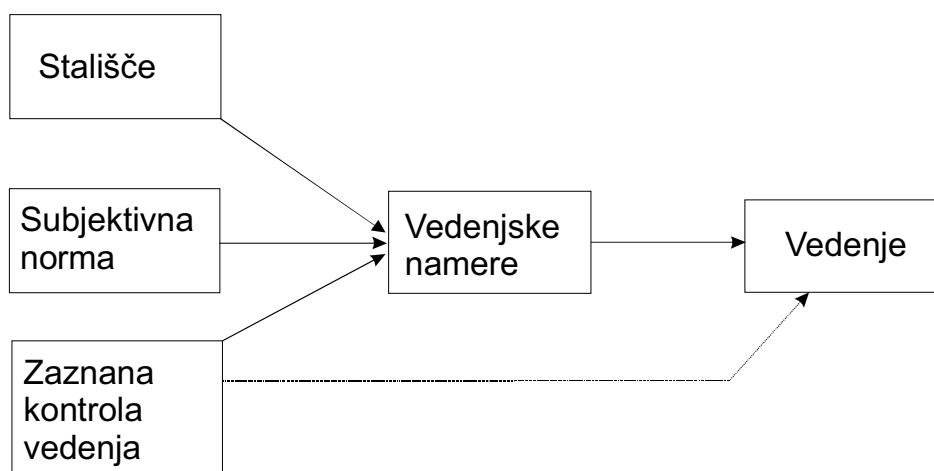 Stališče
Subjektivna
norma
Zaznana
kontrola
vedenja
Vedenjske
namere
Vedenje